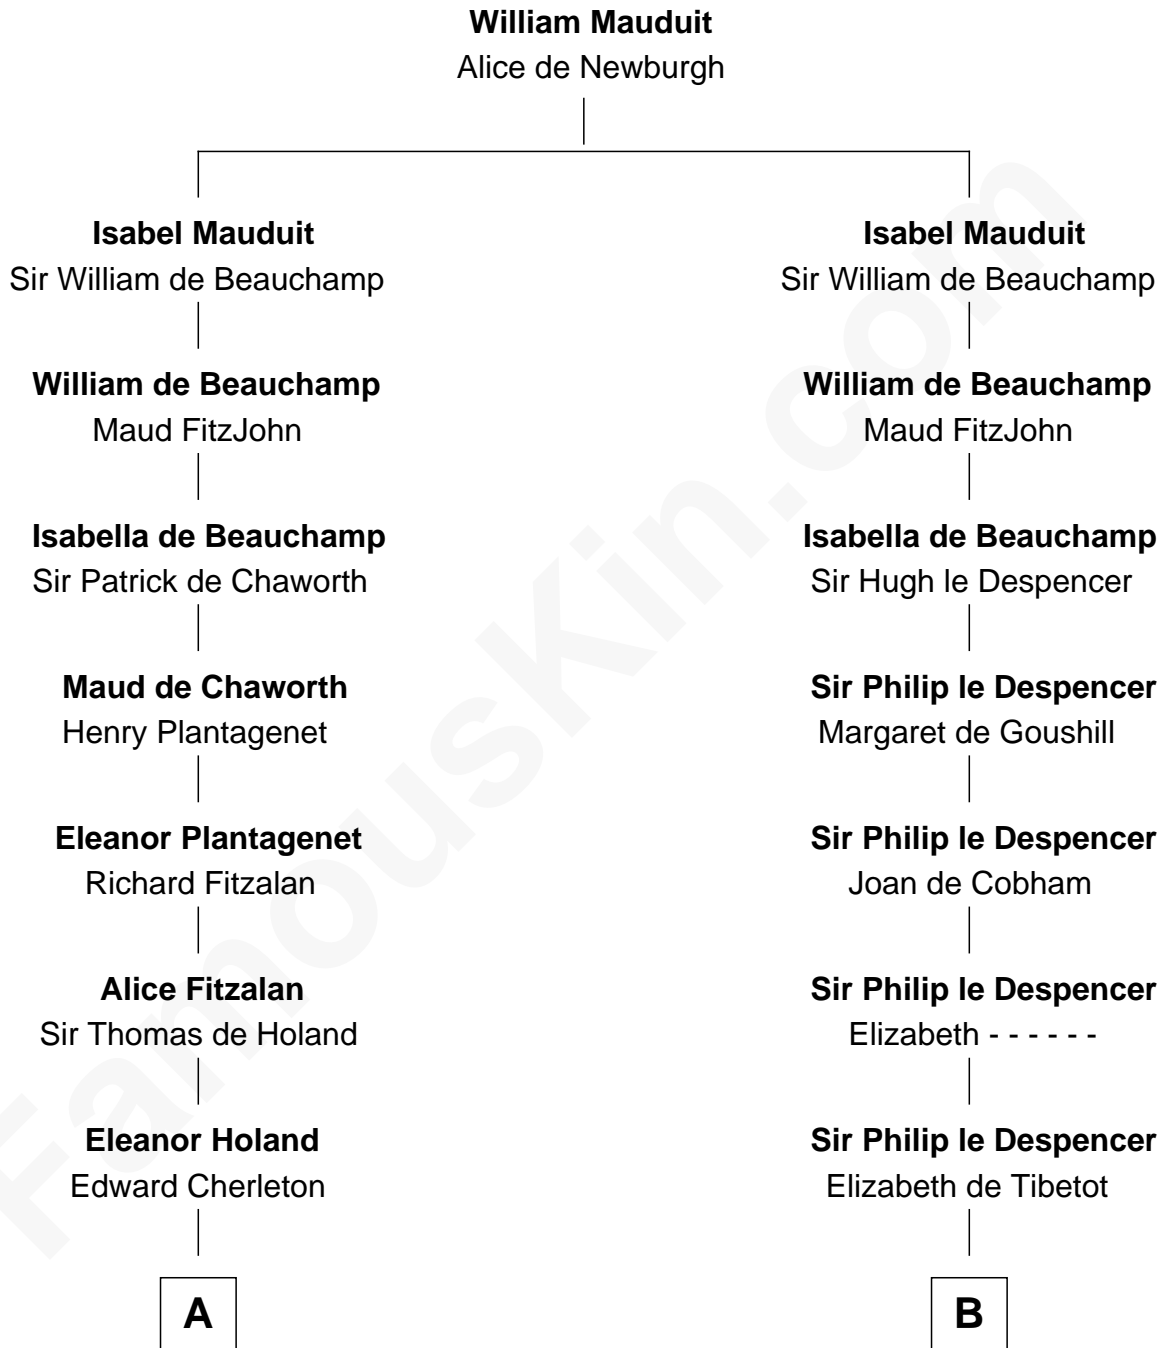 William Mauduit
Alice de Newburgh
Isabel Mauduit
Sir William de Beauchamp
William de Beauchamp
Maud FitzJohn
Isabella de Beauchamp
Sir Patrick de Chaworth
Maud de Chaworth
Henry Plantagenet
Eleanor Plantagenet
Richard Fitzalan
Alice Fitzalan
Sir Thomas de Holand
Eleanor Holand
Edward Cherleton
A
Isabel Mauduit
Sir William de Beauchamp
William de Beauchamp
Maud FitzJohn
Isabella de Beauchamp
Sir Hugh le Despencer
Sir Philip le Despencer
Margaret de Goushill
Sir Philip le Despencer
Joan de Cobham
Sir Philip le Despencer
Elizabeth - - - - - -
Sir Philip le Despencer
Elizabeth de Tibetot
B
FamousKin.com